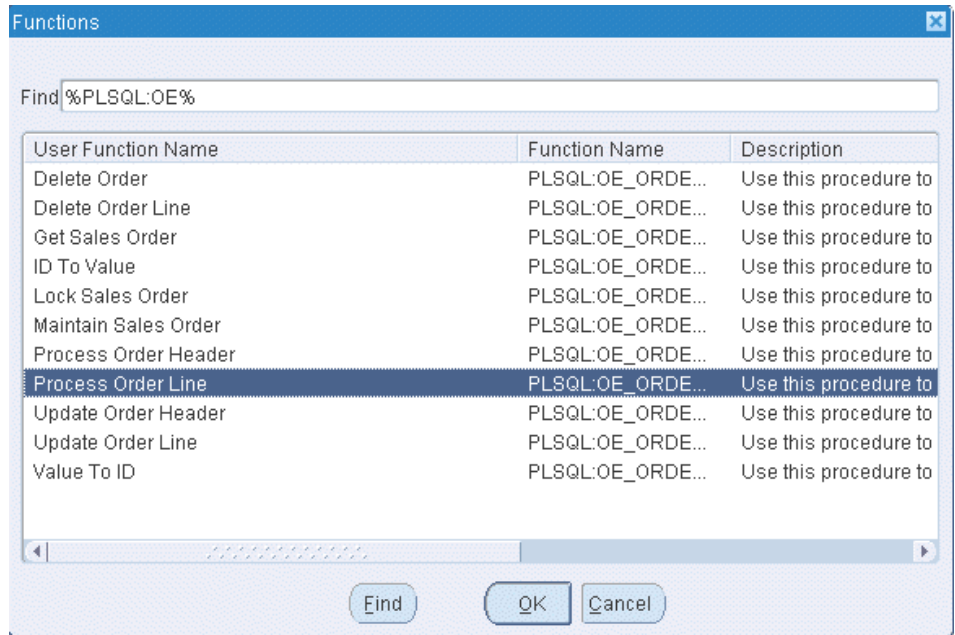 Functions
Find %PLSQL:OE%
User Function Name Function Name Description
Delete Order PLSQL:OE_ORDE... Use this procedure to
Delete Order Line PLSQL:OE_ORDE... Use this procedure to
Get Sales Order PLSQL:OE_ORDE... Use this procedure to
ID To Value PLSQL:OE_ORDE... Use this procedure to
Lock Sales Order PLSQL:OE_ORDE... Use this procedure to
Maintain Sales Order PLSQL:OE_ORDE... Use this procedure to
Process Order Header PLSQL:OE_ORDE... Use this procedure to
Process Order Line PLSQL:OE_ORDE... Use this procedure to
Update Order Header PLSQL:OE_ORDE... Use this procedure to
Update Order Line PLSQL:OE_ORDE... Use this procedure to
Value To ID PLSQL:OE_ORDE... Use this procedure to
Find OK Cancel